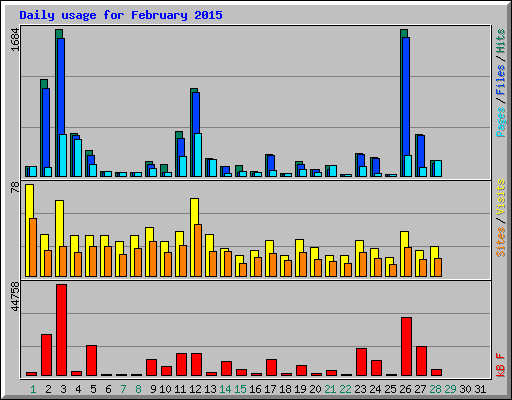 Daily usage for February 2015
1684
Pages / Files / Hits
78
Sites / Visits
44758
kB F
1 2 3 4 5 6 7 8 9 10 11 12 13 14 15 16 17 18 19 20 21 22 23 24 25 26 27 28 29 30 31